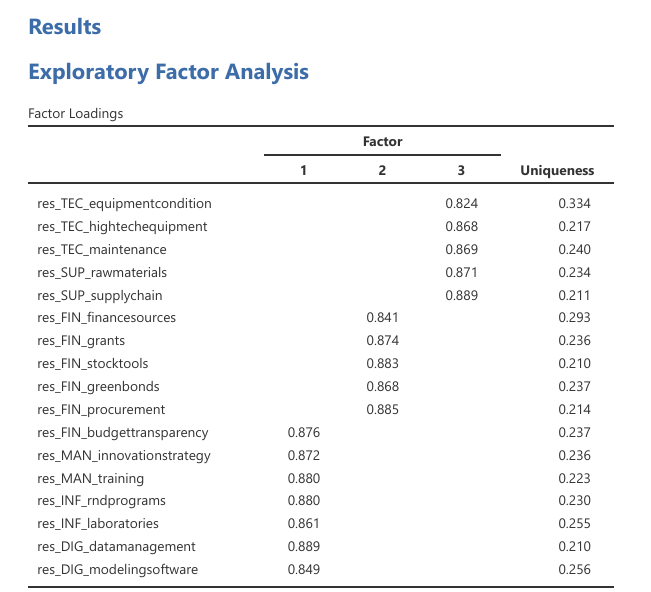 Results
Exploratory Factor Analysis
Factor Loadings
Factor
1 2 3 Uniqueness
res_TEC_equipmentcondition 0.824 0.334
res_TEC_hightechequipment 0.868 0.217
res_TEC_maintenance 0.869 0.240
res_SUP_rawmaterials 0.871 0.234
res_SUP_supplychain 0.889 0.211
res_FIN_financesources 0.841 0.293
res_FIN_grants 0.874 0.236
res_FIN_stocktools 0.883 0.210
res_FIN_greenbonds 0.868 0.237
res_FIN_procurement 0.885 0.214
res_FIN_budgettransparency 0.876 0.237
res_MAN_innovationstrategy 0.872 0.236
res_MAN_training 0.880 0.223
res_INF_rndprograms 0.880 0.230
res_INF_laboratories 0.861 0.255
res_DIG_datamanagement 0.889 0.210
res_DIG_modelingsoftware 0.849 0.256